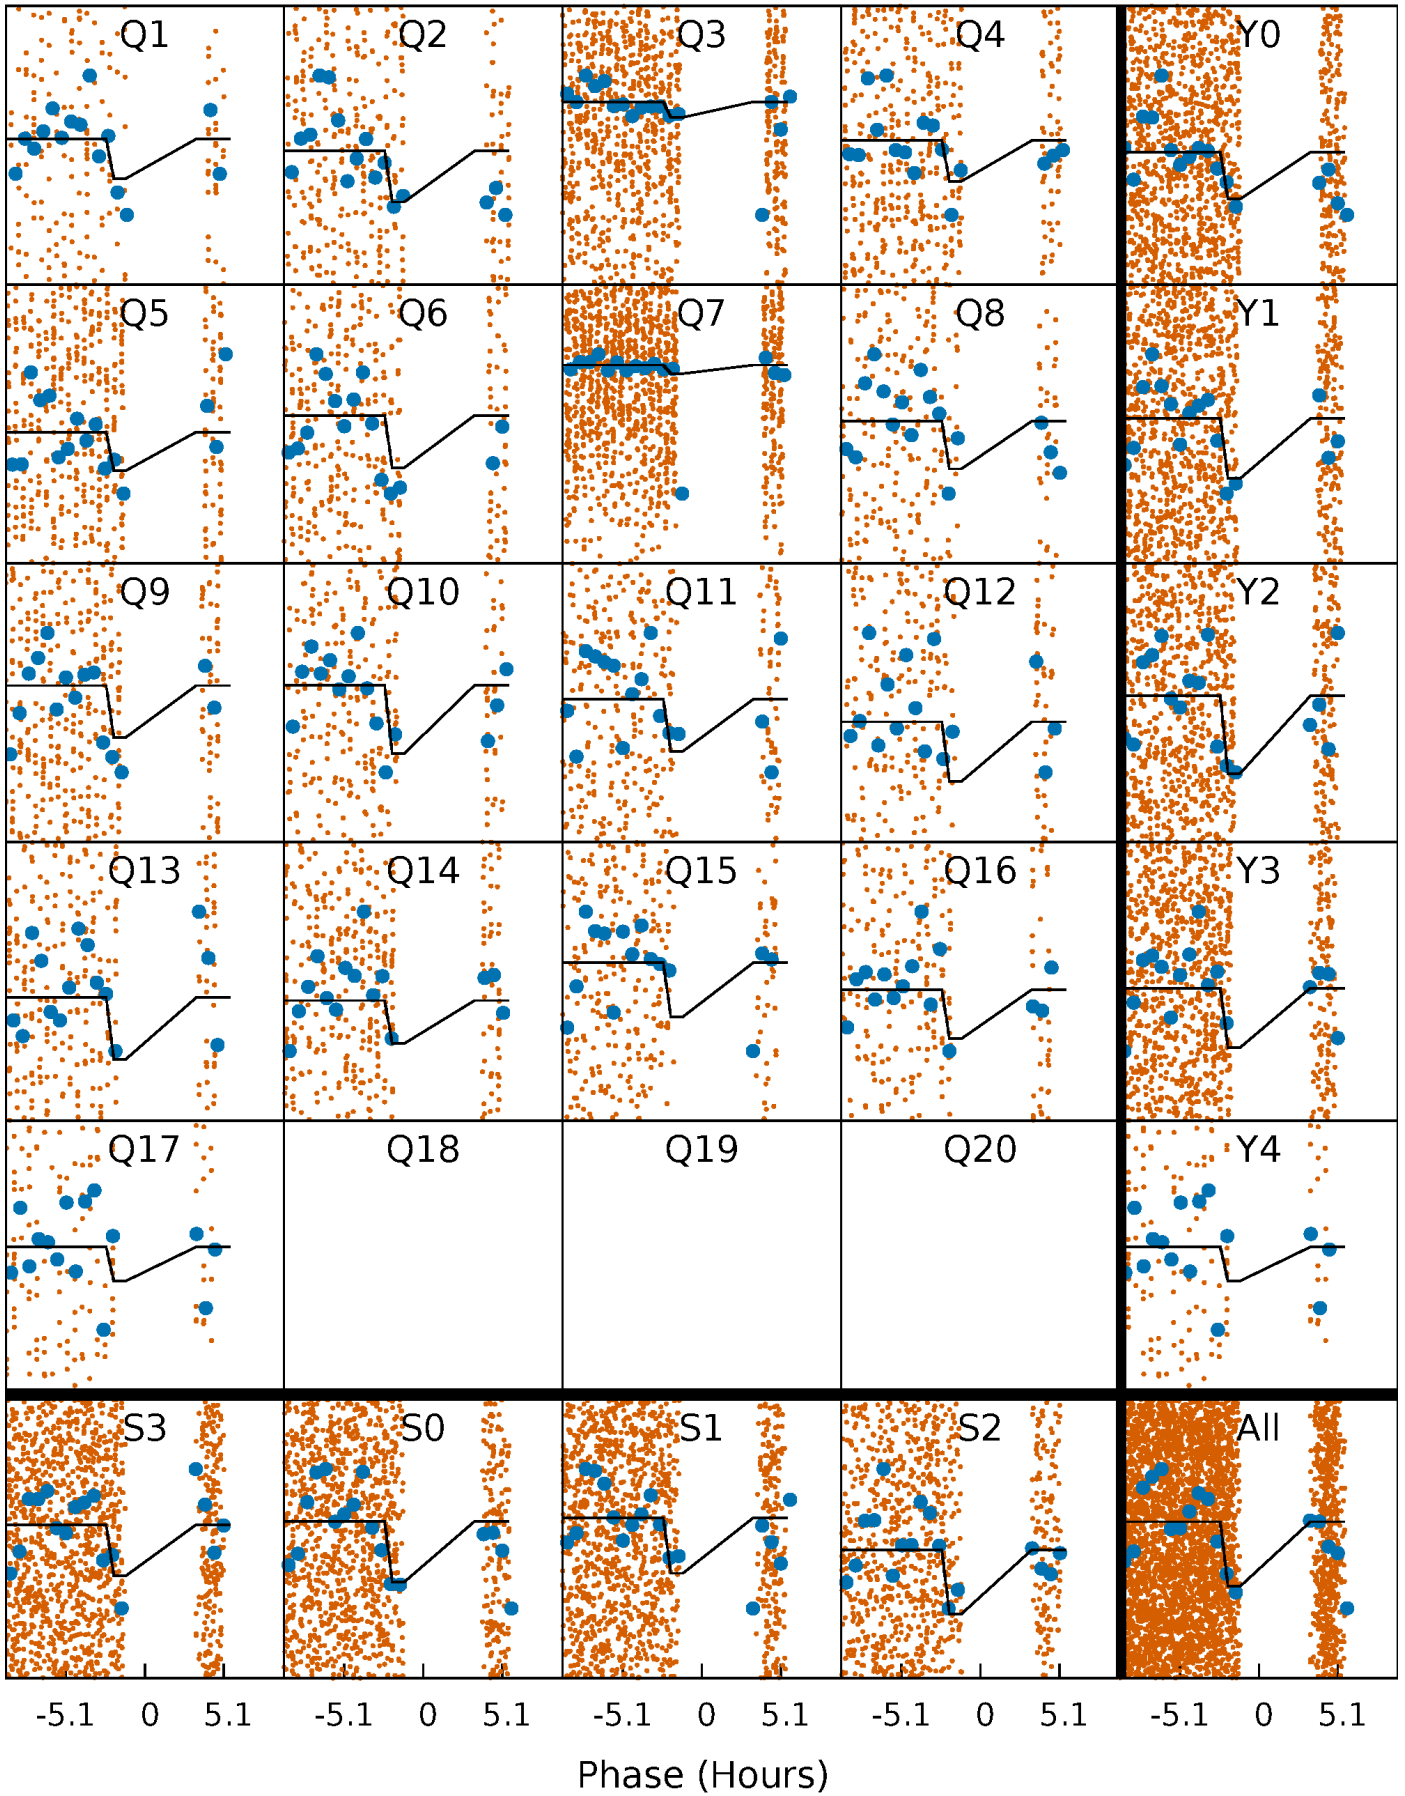 Q1 Q2 Q3 Q4 Y0
Q5 Q6 Q7 Q8 Y1
Q9 Q10 Q11 Q12 Y2
Q13 Q14 Q15 Q16 Y3
Q17 Q18 Q19 Q20 Y4
S3 S0 S1 S2 All
-5.1 0 5.1 -5.1 0 5.1 -5.1 0 5.1 -5.1 0 5.1 -5.1 0 5.1
Phase (Hours)